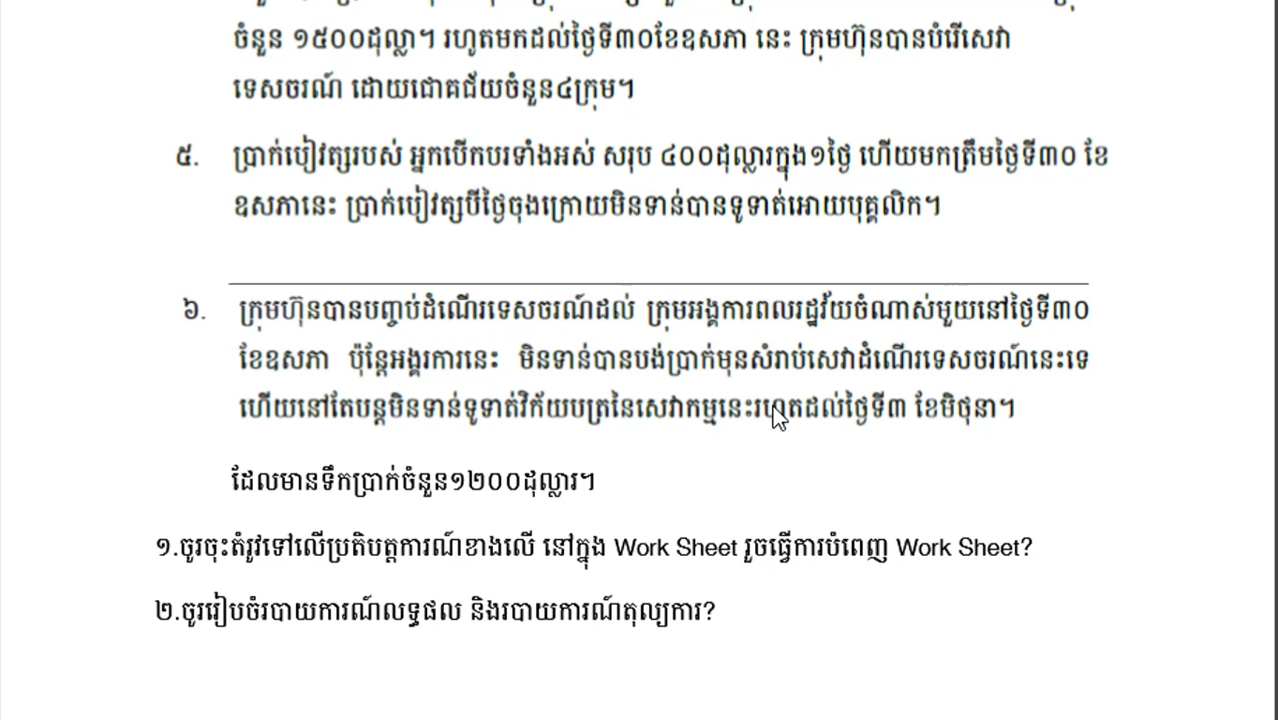 ចំនួន ១៥០០ដុល្លា។ រហូតមកដល់ថ្ងៃទី៣០ខែឧសភា នេះ ក្រុមហ៊ុនបានបំរើសេវា
ទេសចរណ៍ ដោយជោគជ័យចំនួន៤ក្រុម។
៥. ប្រាក់បៀវត្សរបស់ អ្នកបើកបរទាំងអស់ សរុប ៤០០ដុល្លារក្នុង១ថ្ងៃ ហើយមកត្រឹមថ្ងៃទី៣០ ខែ
ឧសភានេះ ប្រាក់បៀវត្សបីថ្ងៃចុងក្រោយមិនទាន់បានទូទាត់អោយបុគ្គលិក។
៦. ក្រុមហ៊ុនបានបញ្ចប់ដំណើរទេសចរណ៍ដល់ ក្រុមអង្គការពលរដ្ឋវ័យចំណាស់មួយនៅថ្ងៃទី៣០
ខែឧសភា ប៉ុន្តែអង្គរការនេះ មិនទាន់បានបង់ប្រាក់មុនសំរាប់សេវាដំណើរទេសចរណ៍នេះទេ
ហើយនៅតែបន្តមិនទាន់ទូទាត់វិក័យបត្រនៃសេវាកម្មនេះរហូតដល់ថ្ងៃទី៣ ខែមិថុនា។
ដែលមានទឹកប្រាក់ចំនួន១២០០ដុល្លារ។
១.ចូរចុះតំរូវទៅលើប្រតិបត្តការណ៍ខាងលើ នៅក្នុង Work Sheet រួចធ្វើការបំពេញ Work Sheet?
២.ចូររៀបចំរបាយការណ៍លទ្ធផល និងរបាយការណ៍តុល្យការ?